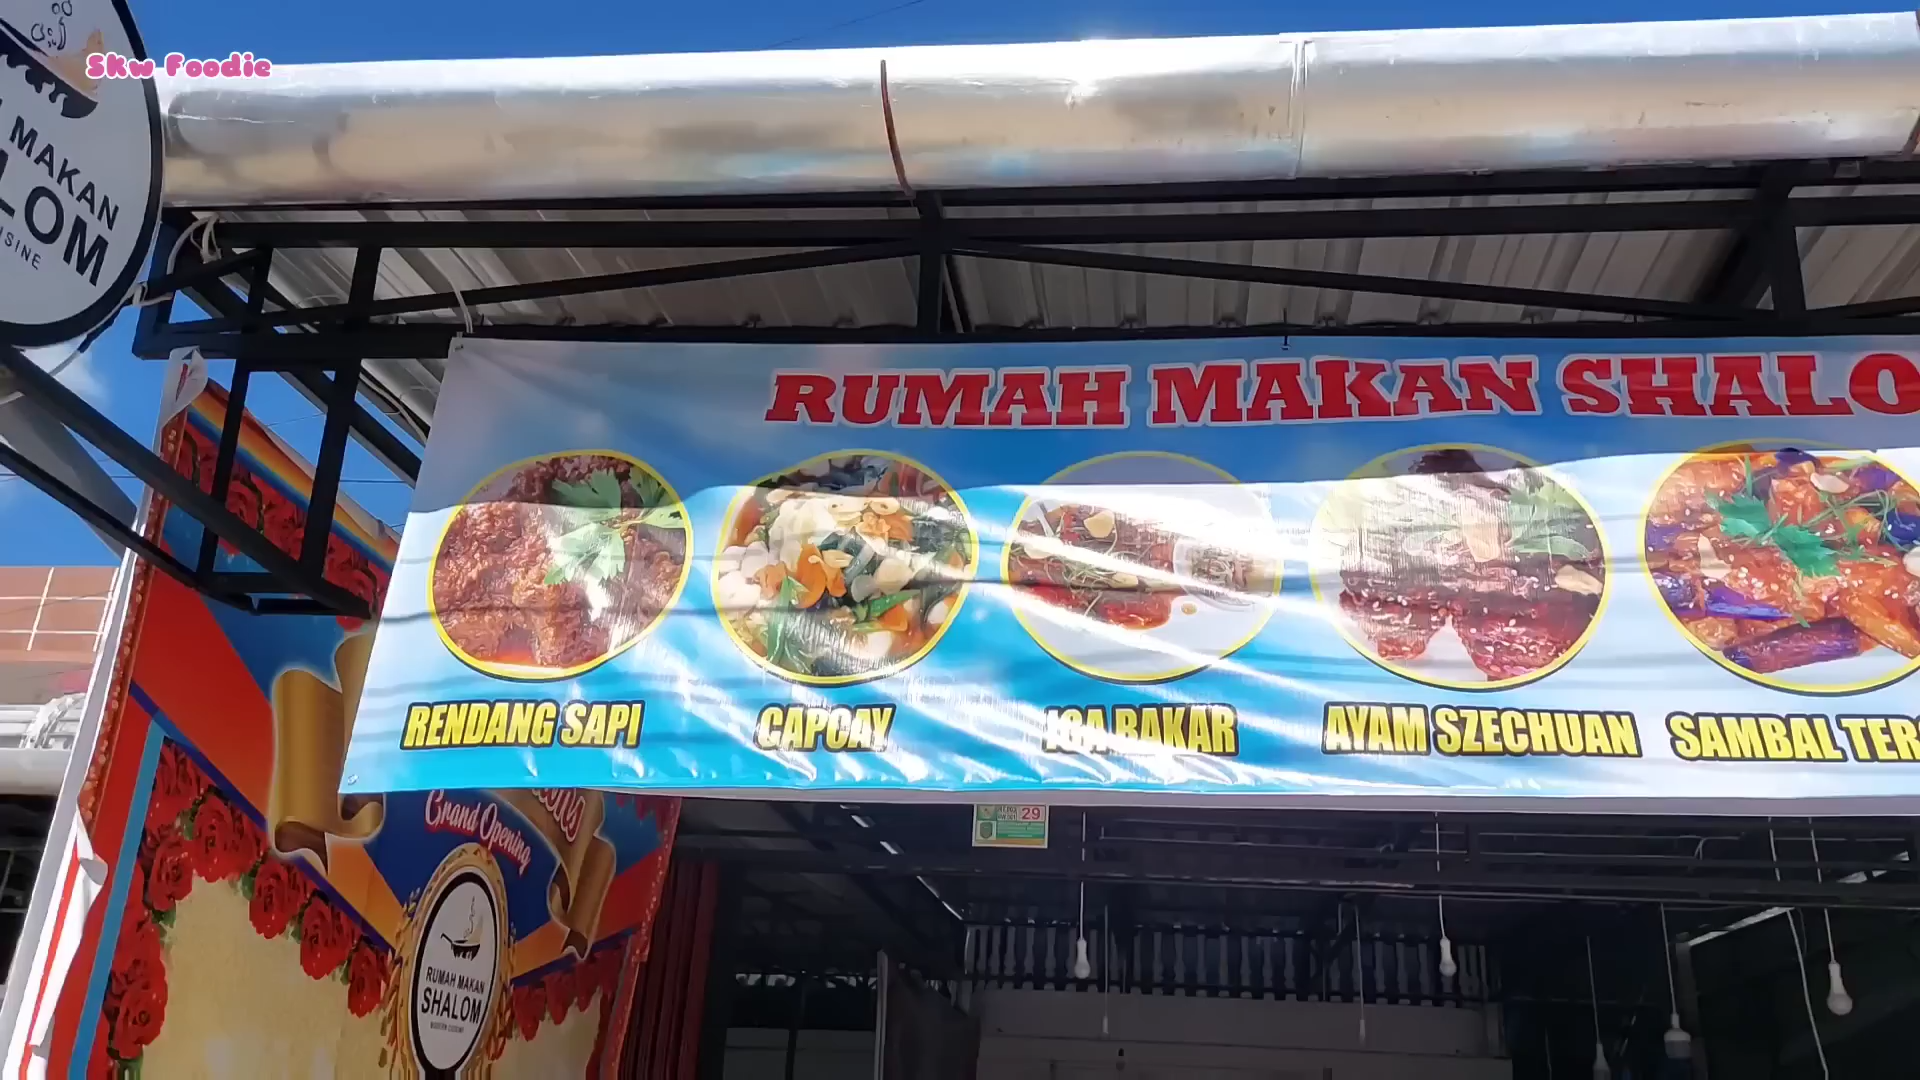 Skw Foodie
MAKAN
LOM
RUMAH MAKAN SHALO
RENDANG SAPI
CAPCAY
IGA BAKAR
AYAM SZECHUAN
SAMBAL TER
Grand Opening
29
RUMAH MAKAN
SHALOM